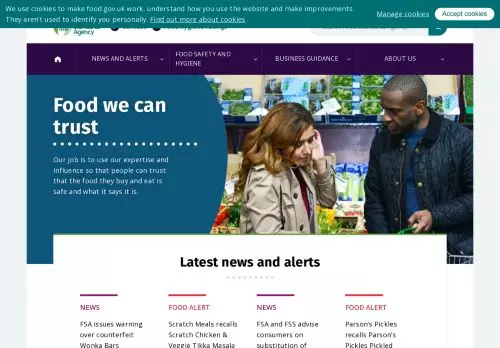 We use cookies to make food.gov.uk work, understand how you use the website and make improvements.
They aren't used to identify you personally. Find out more about cookies
Manage cookies
Accept cookies
Agency
NEWS AND ALERTS
FOOD SAFETY AND
HYGIENE
BUSINESS GUIDANCE
ABOUT US
Food we can
trust
Our job is to use our expertise and
influence so that people can trust
that the food they buy and eat is
safe and what it says it is.
Latest news and alerts
NEWS
FSA issues warning
over counterfeit
Wonka Bars
FOOD ALERT
Scratch Meals recalls
Scratch Chicken &
Veggie Tikka Masala
NEWS
FSA and FSS advise
consumers on
substitution of
FOOD ALERT
Parson's Pickles
recalls Parson's
Pickles Pickled